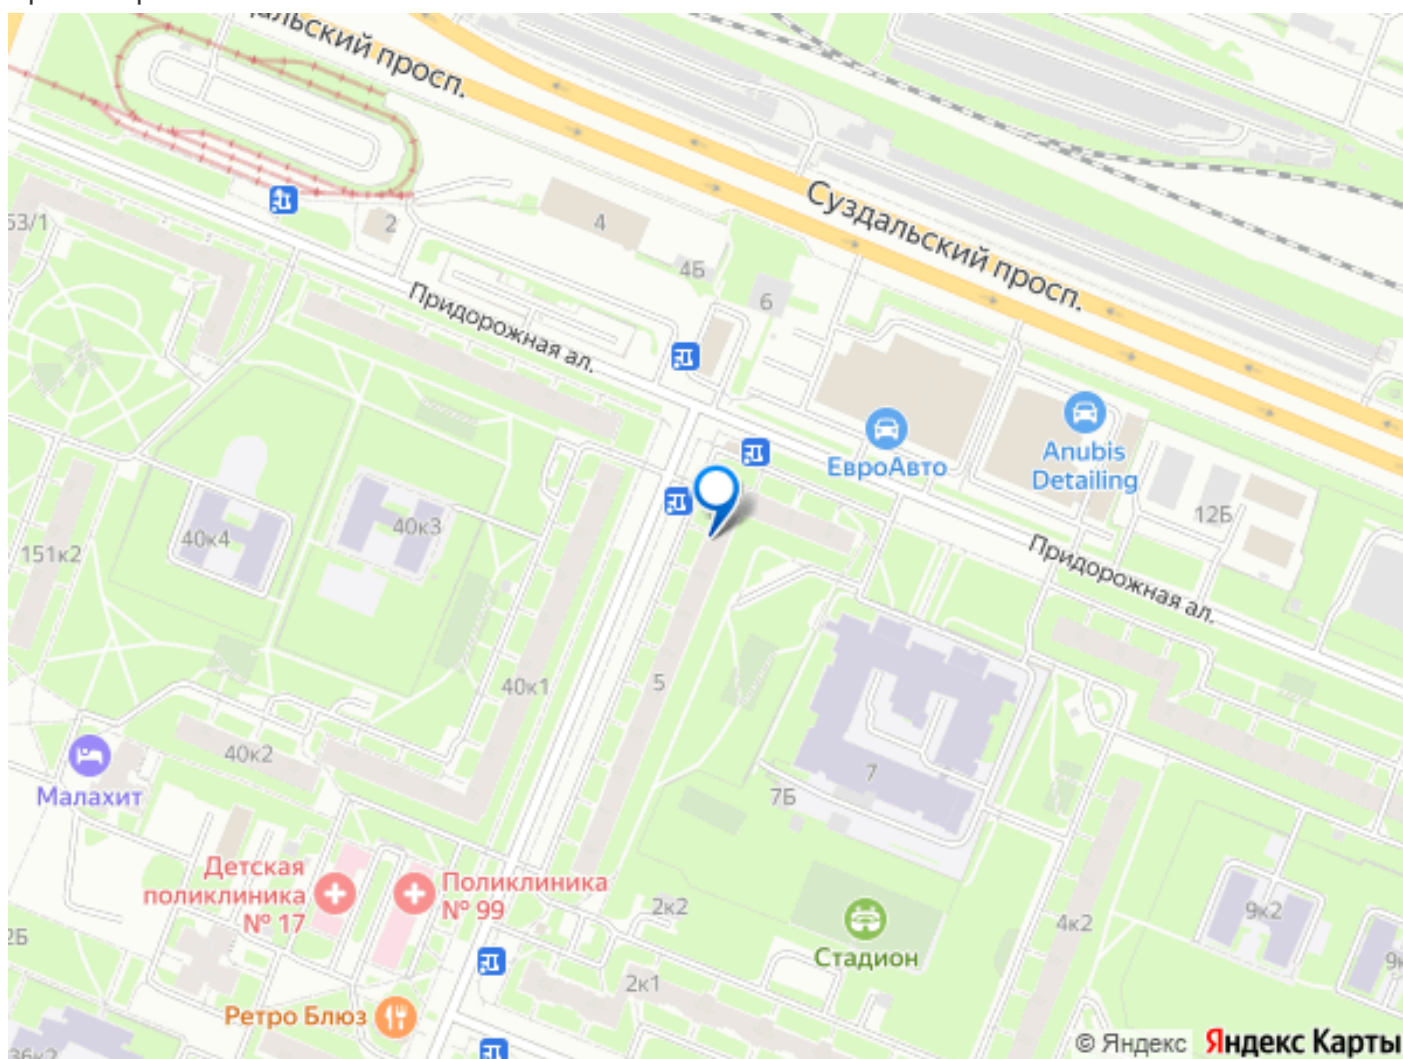 Суздальский просп.
53/1
2
4
4Б
6
Придорожная ал.
Суздальский просп.
ЕвроАвто
Anubis
Detailing
12Б
40к4
40к3
151к2
Придорожная ал.
5
40к1
40к2
Малахит
7
7Б
Детская
поликлиника
№ 17
Поликлиника
№ 99
2к2
Стадион
4к2
9к2
2Б
2к1
Ретро Блюз
36к2
© Яндекс Яндекс Карты